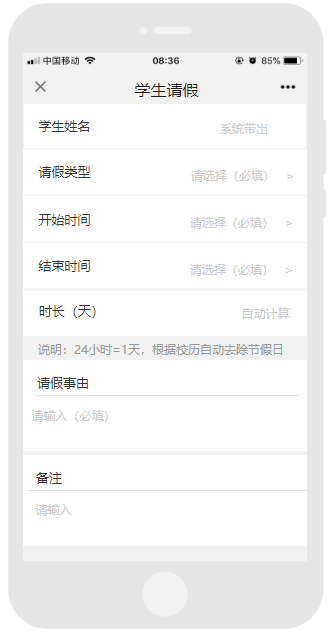 中国移动 08:36 85%
学生请假
学生姓名 系统带出
请假类型 请选择（必填） >
开始时间 请选择（必填） >
结束时间 请选择（必填） >
时长（天） 自动计算
说明：24小时=1天，根据校历自动去除节假日
请假事由
请输入（必填）
备注
请输入